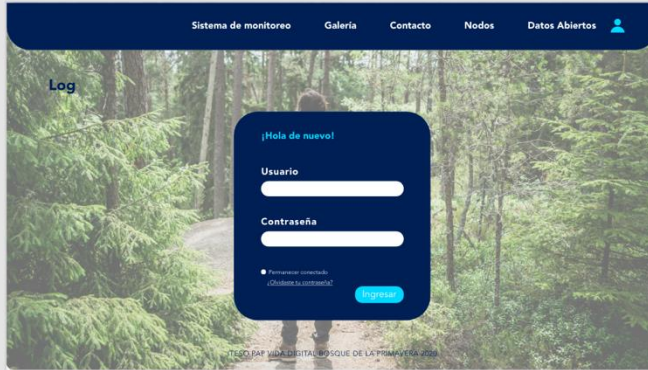 Sistema de monitoreo Galería Contacto Nodos Datos Abiertos
Log
¡Hola de nuevo!
Usuario
Contraseña
Permanecer conectado
¿Olvidaste tu contraseña?
Ingresar
ITESO PAP VIDA DIGITAL BOSQUE DE LA PRIMAVERA 2020